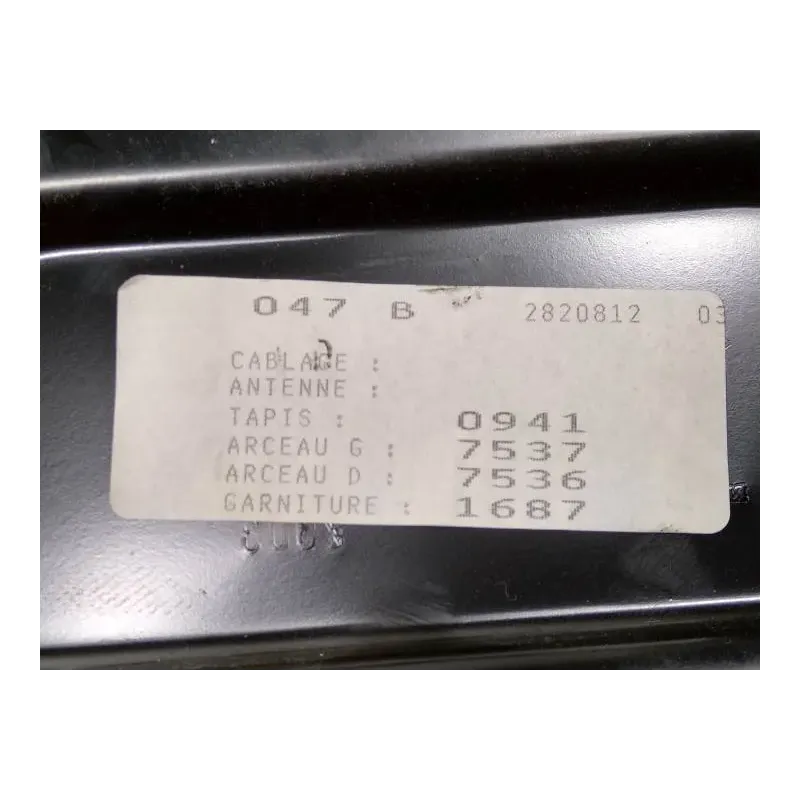 047 B 2820812 03
CABLAGE :
ANTENNE :
TAPIS : 0941
ARCEAU G : 7537
ARCEAU D : 7536
GARNITURE : 1687